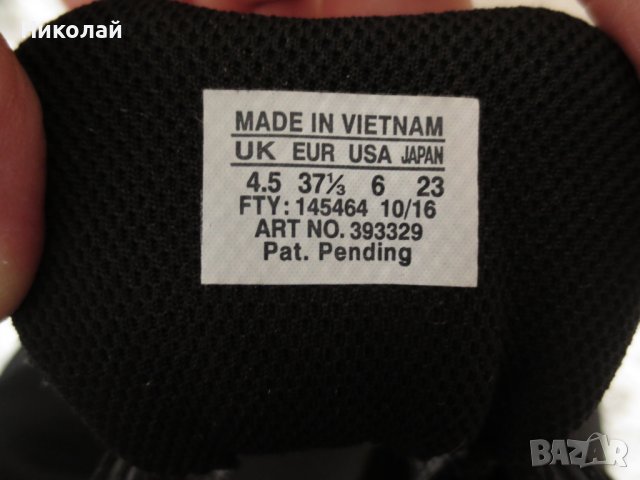 Николай
MADE IN VIETNAM
UK EUR USA JAPAN
4.5 37⅓ 6 23
FTY: 145464 10/16
ART NO. 393329
Pat. Pending
BAZAR